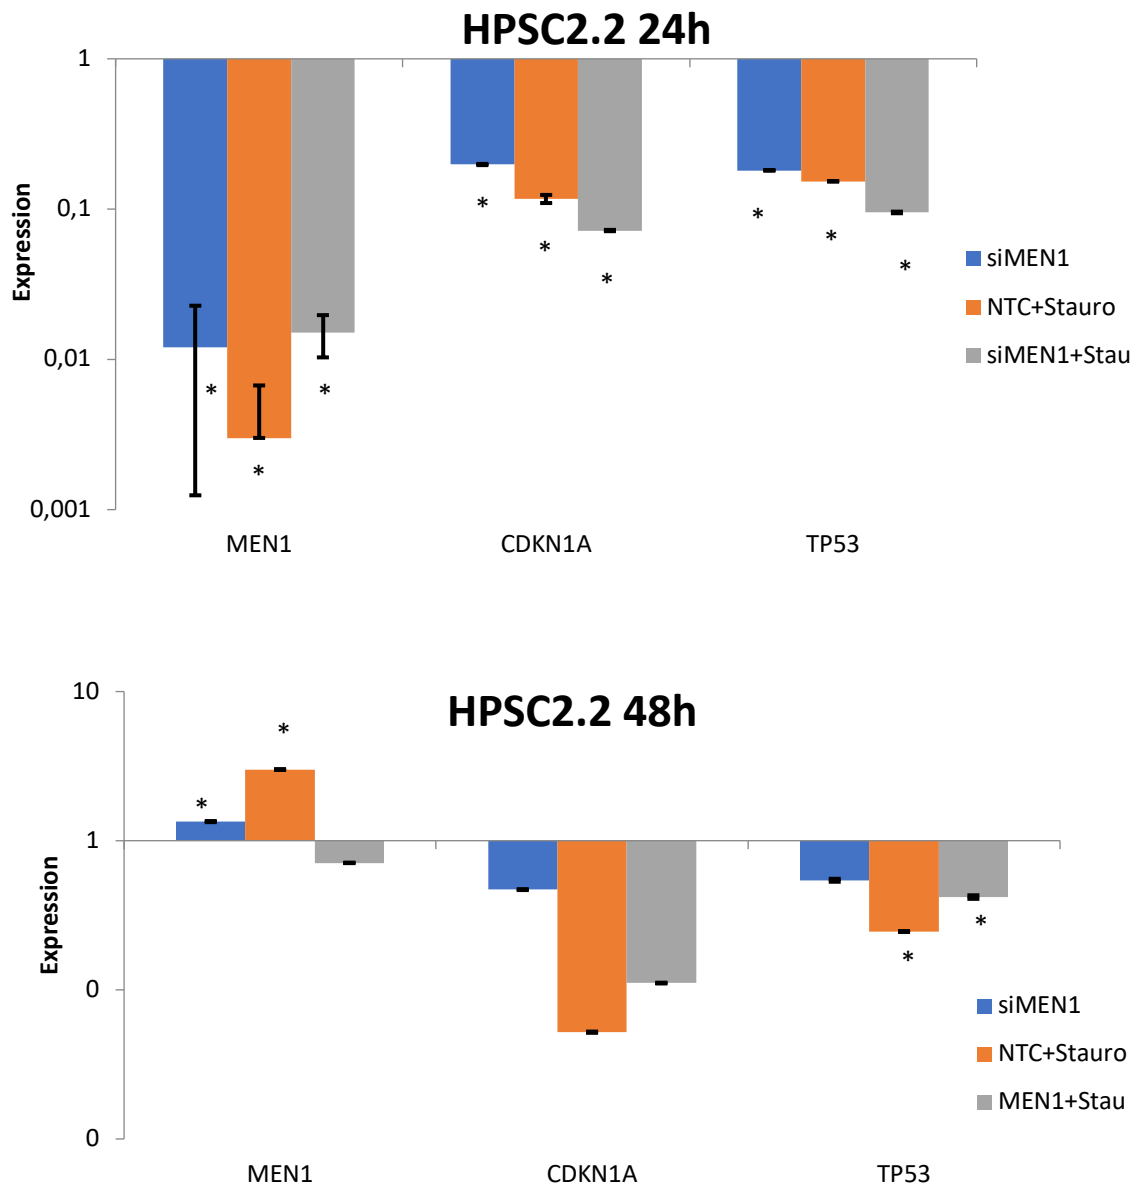 HPSC2.2 24h
1
0,1
0,01
0,001
Expression
*
*
*
*
*
*
*
*
*
MEN1 CDKN1A TP53
siMEN1
NTC+Stauro
siMEN1+Stau
HPSC2.2 48h
10
1
0
0
Expression
*
*
*
*
MEN1 CDKN1A TP53
siMEN1
NTC+Stauro
MEN1+Stau